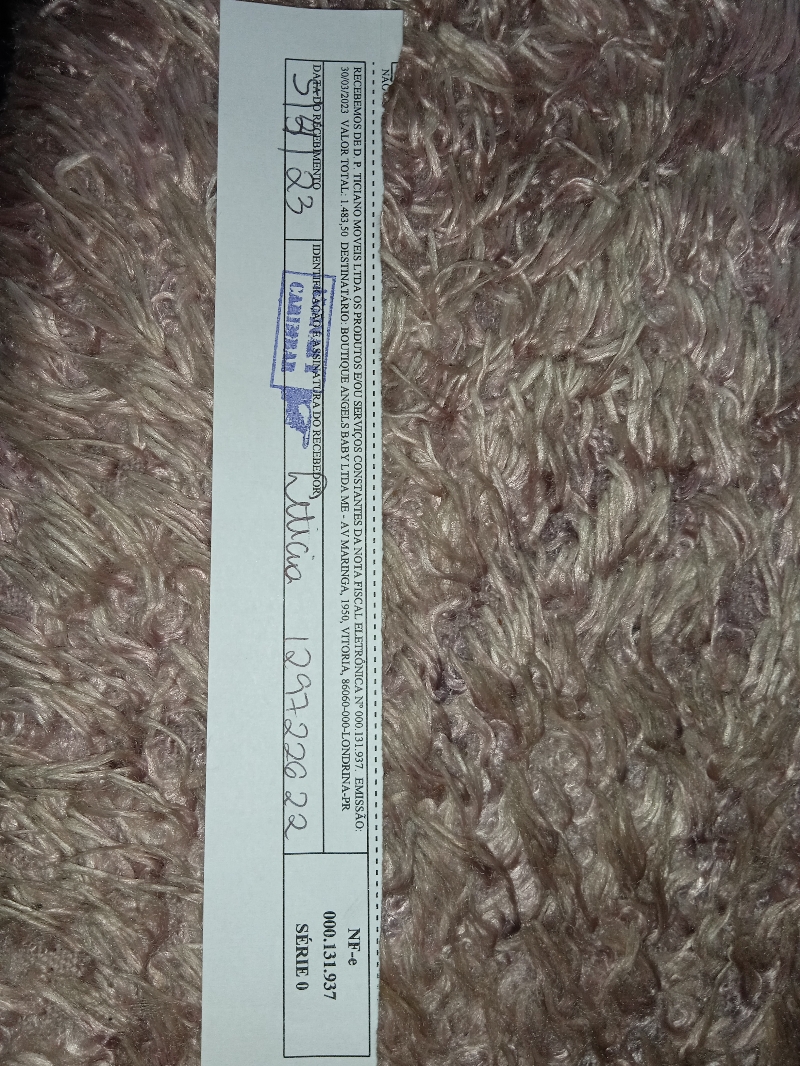 RECEBEMOS DE D. P. TICIANO MOVEIS LTDA OS PRODUTOS E/OU SERVIÇOS CONSTANTES DA NOTA FISCAL ELETRÔNICA Nº 000.131.937. EMISSÃO:
30/03/2023 VALOR TOTAL: 1.483,50 DESTINATÁRIO: BOUTIQUE ANGELS BABY LTDA ME - AV MARINGA, 1950, VITORIA, 86060-000-LONDRINA-PR
DATA DO RECEBIMENTO
IDENTIFICAÇÃO E ASSINATURA DO RECEBEDOR
5/4/23
CARIMBAR
Leticia 129722622
NF-e
000.131.937
SÉRIE 0